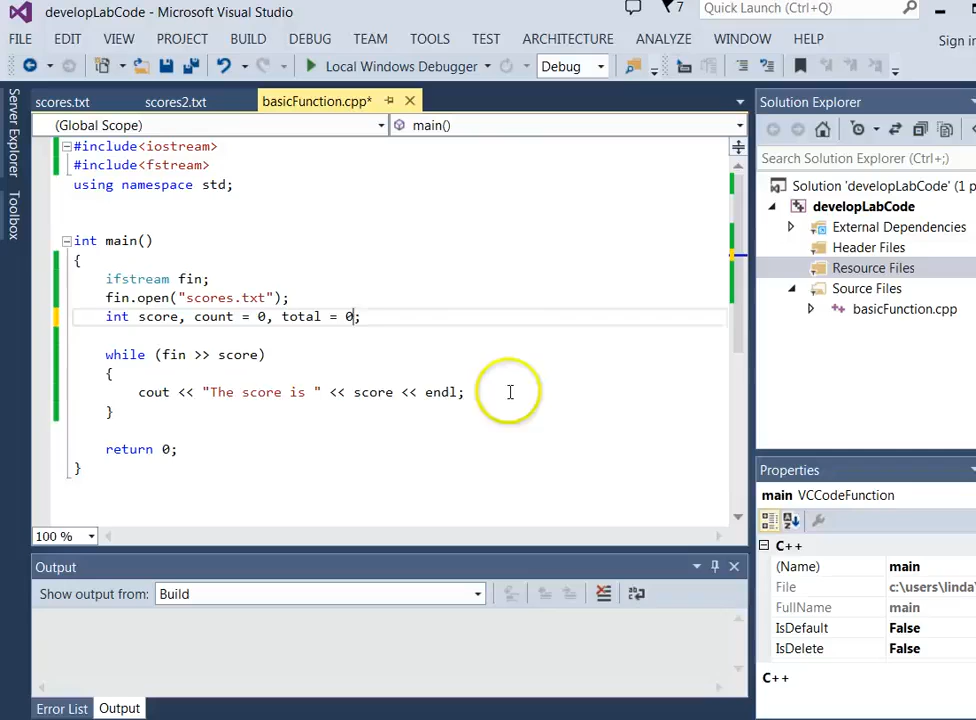 developLabCode - Microsoft Visual Studio
7
Quick Launch (Ctrl+Q)
FILE EDIT VIEW PROJECT BUILD DEBUG TEAM TOOLS TEST ARCHITECTURE ANALYZE WINDOW HELP
Sign in
Local Windows Debugger
Debug
Server Explorer
Toolbox
scores.txt scores2.txt basicFunction.cpp*
(Global Scope) main()
#include<iostream>
#include<fstream>
using namespace std;
int main()
{
ifstream fin;
fin.open("scores.txt");
int score, count = 0, total = 0;
while (fin >> score)
{
cout << "The score is " << score << endl;
}
return 0;
}
100 %
Output
Show output from: Build
Error List Output
Solution Explorer
Search Solution Explorer (Ctrl+;)
Solution 'developLabCode' (1 p
developLabCode
External Dependencies
Header Files
Resource Files
Source Files
basicFunction.cpp
Properties
main VCCodeFunction
C++
(Name) main
File c:\users\linda\
FullName main
IsDefault False
IsDelete False
C++